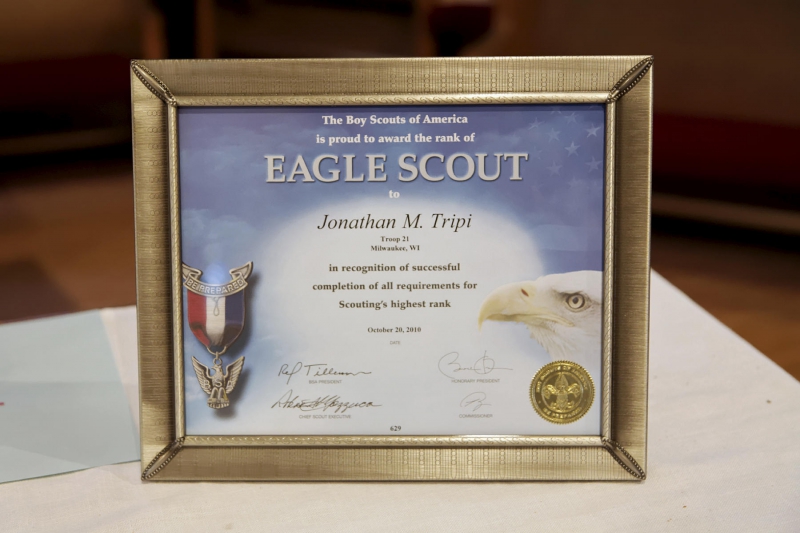 The Boy Scouts of America
is proud to award the rank of
EAGLE SCOUT
to
Jonathan M. Tripi
Troop 21
Milwaukee, WI
in recognition of successful
completion of all requirements for
Scouting's highest rank
October 20, 2010
DATE
BE PREPARED
BSA PRESIDENT
HONORARY PRESIDENT
CHIEF SCOUT EXECUTIVE
COMMISSIONER
629